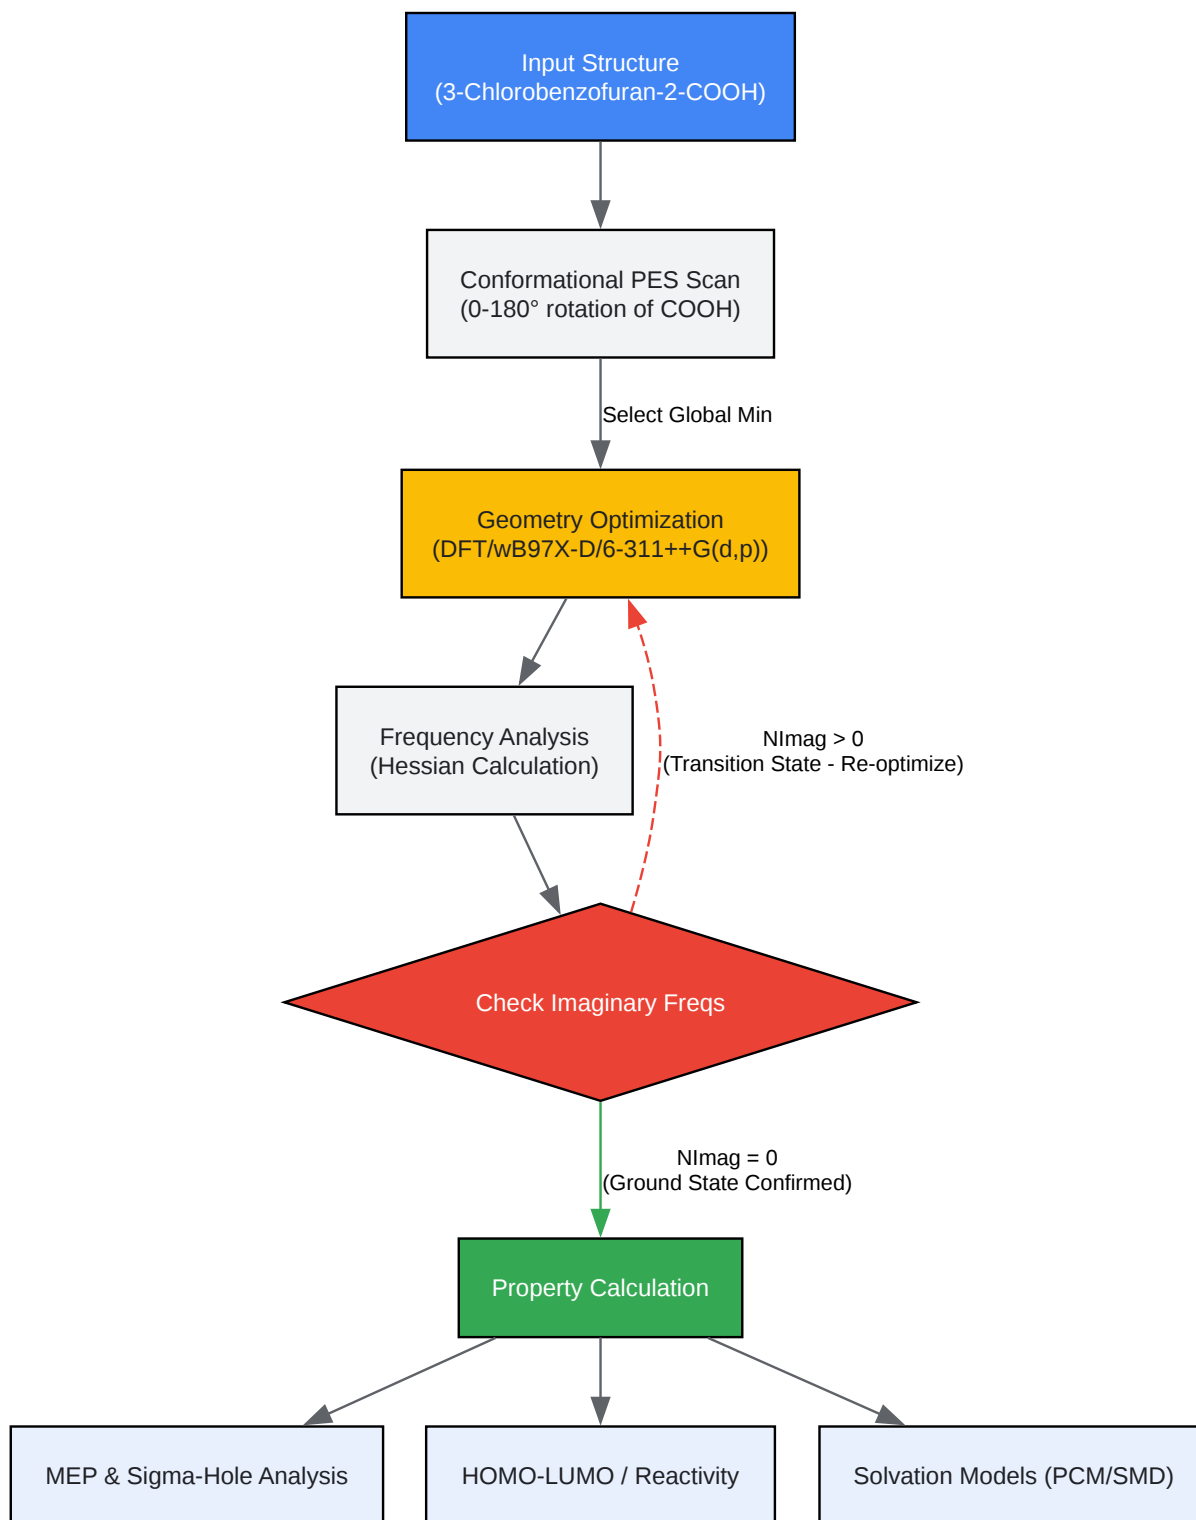 Input Structure
(3-Chlorobenzofuran-2-COOH)
Conformational PES Scan
(0-180° rotation of COOH)
Select Global Min
Geometry Optimization
(DFT/wB97X-D/6-311++G(d,p))
Frequency Analysis
(Hessian Calculation)
NImag > 0
(Transition State - Re-optimize)
Check Imaginary Freqs
NImag = 0
(Ground State Confirmed)
Property Calculation
MEP & Sigma-Hole Analysis
HOMO-LUMO / Reactivity
Solvation Models (PCM/SMD)